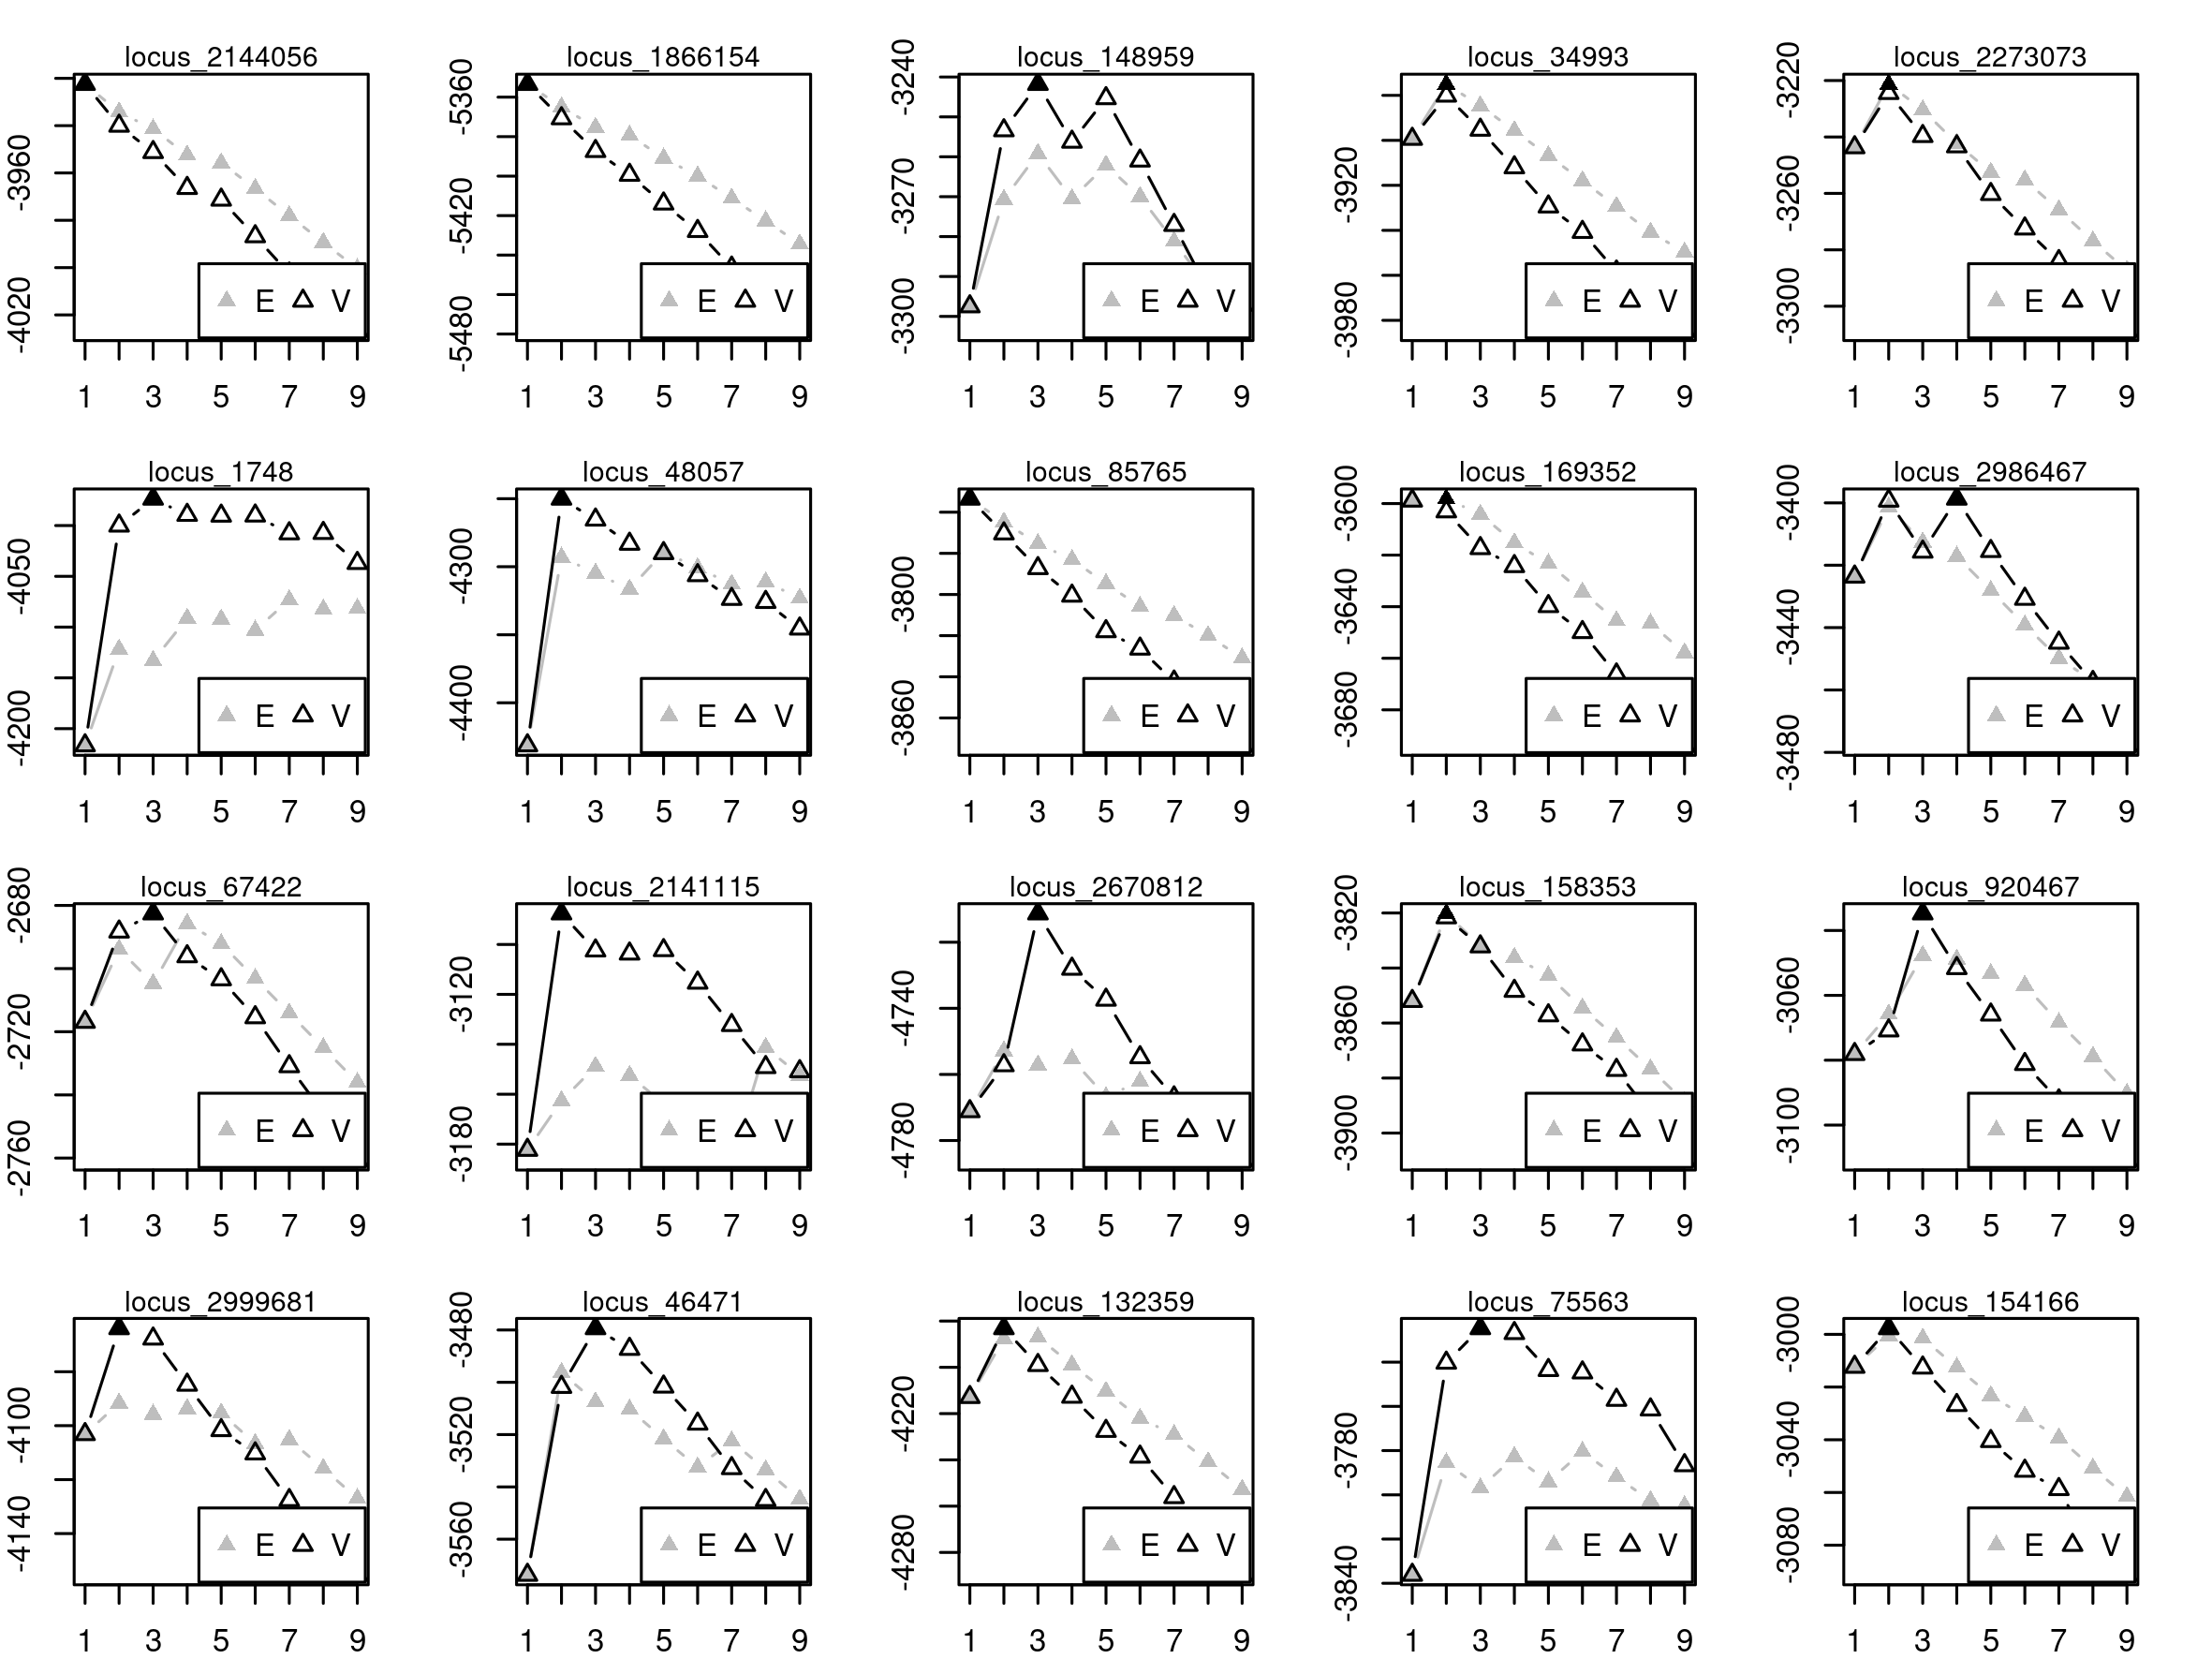 locus_2144056
-3960
-4020
1 3 5 7 9
E V
locus_1866154
-5360
-5420
-5480
1 3 5 7 9
E V
locus_148959
-3240
-3270
-3300
1 3 5 7 9
E V
locus_34993
-3920
-3980
1 3 5 7 9
E V
locus_2273073
-3220
-3260
-3300
1 3 5 7 9
E V
locus_1748
-4050
-4200
1 3 5 7 9
E V
locus_48057
-4300
-4400
1 3 5 7 9
E V
locus_85765
-3800
-3860
1 3 5 7 9
E V
locus_169352
-3600
-3640
-3680
1 3 5 7 9
E V
locus_2986467
-3400
-3440
-3480
1 3 5 7 9
E V
locus_67422
-2680
-2720
-2760
1 3 5 7 9
E V
locus_2141115
-3120
-3180
1 3 5 7 9
E V
locus_2670812
-4740
-4780
1 3 5 7 9
E V
locus_158353
-3820
-3860
-3900
1 3 5 7 9
E V
locus_920467
-3060
-3100
1 3 5 7 9
E V
locus_2999681
-4100
-4140
1 3 5 7 9
E V
locus_46471
-3480
-3520
-3560
1 3 5 7 9
E V
locus_132359
-4220
-4280
1 3 5 7 9
E V
locus_75563
-3780
-3840
1 3 5 7 9
E V
locus_154166
-3000
-3040
-3080
1 3 5 7 9
E V